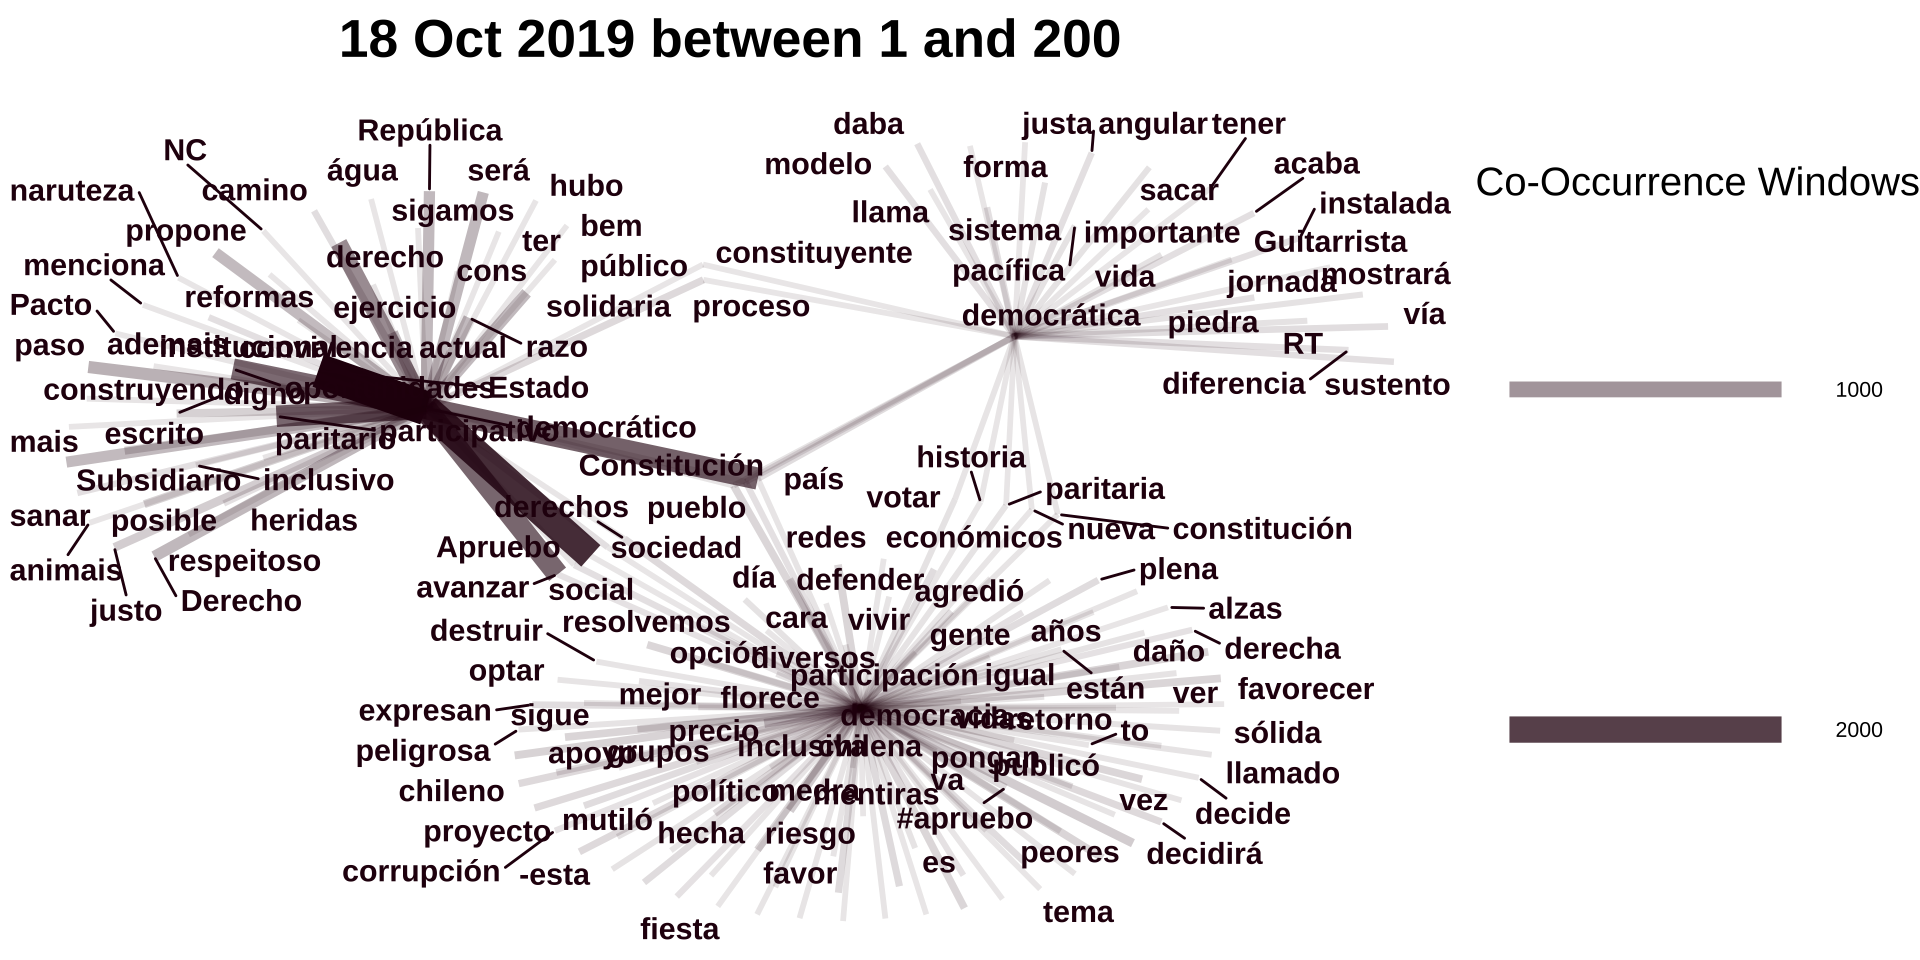 18 Oct 2019 between 1 and 200
República
NC
água
será
naruteza
camino
hubo
sigamos
propone
bem
ter
menciona
derecho
cons
público
reformas
Pacto
ejercicio
solidaria
proceso
paso
además
institucional
convivencia
actual
razo
construyendo
digno
Estado
mais
escrito
paritario
participativo
democrático
Constitución
Subsidiario
inclusivo
derechos
pueblo
sanar
posible
heridas
Apruebo
sociedad
animais
respeitoso
avanzar
social
justo
Derecho
daba
justa
angular
tener
modelo
forma
acaba
sacar
instalada
llama
sistema
importante
Guitarrista
constituyente
pacífica
vida
jornada
mostrará
democrática
piedra
vía
RT
diferencia
sustento
historia
país
votar
paritaria
redes
económicos
nueva
constitución
día
defender
agredió
plena
cara
vivir
alzas
destruir
resolvemos
gente
años
opción
diversos
daño
derecha
optar
participación
igual
mejor
florece
están
ver
favorecer
expresan
sigue
democracia
retorno
precio
to
sólida
peligrosa
apoyo
grupos
inclusiva
chilena
pongan
publicó
va
llamado
chileno
político
medra
mentiras
vez
decide
proyecto
mutiló
hecha
riesgo
#apruebo
corrupción
-esta
favor
es
peores
decidirá
fiesta
tema
Co-Occurrence Windows
1000
2000